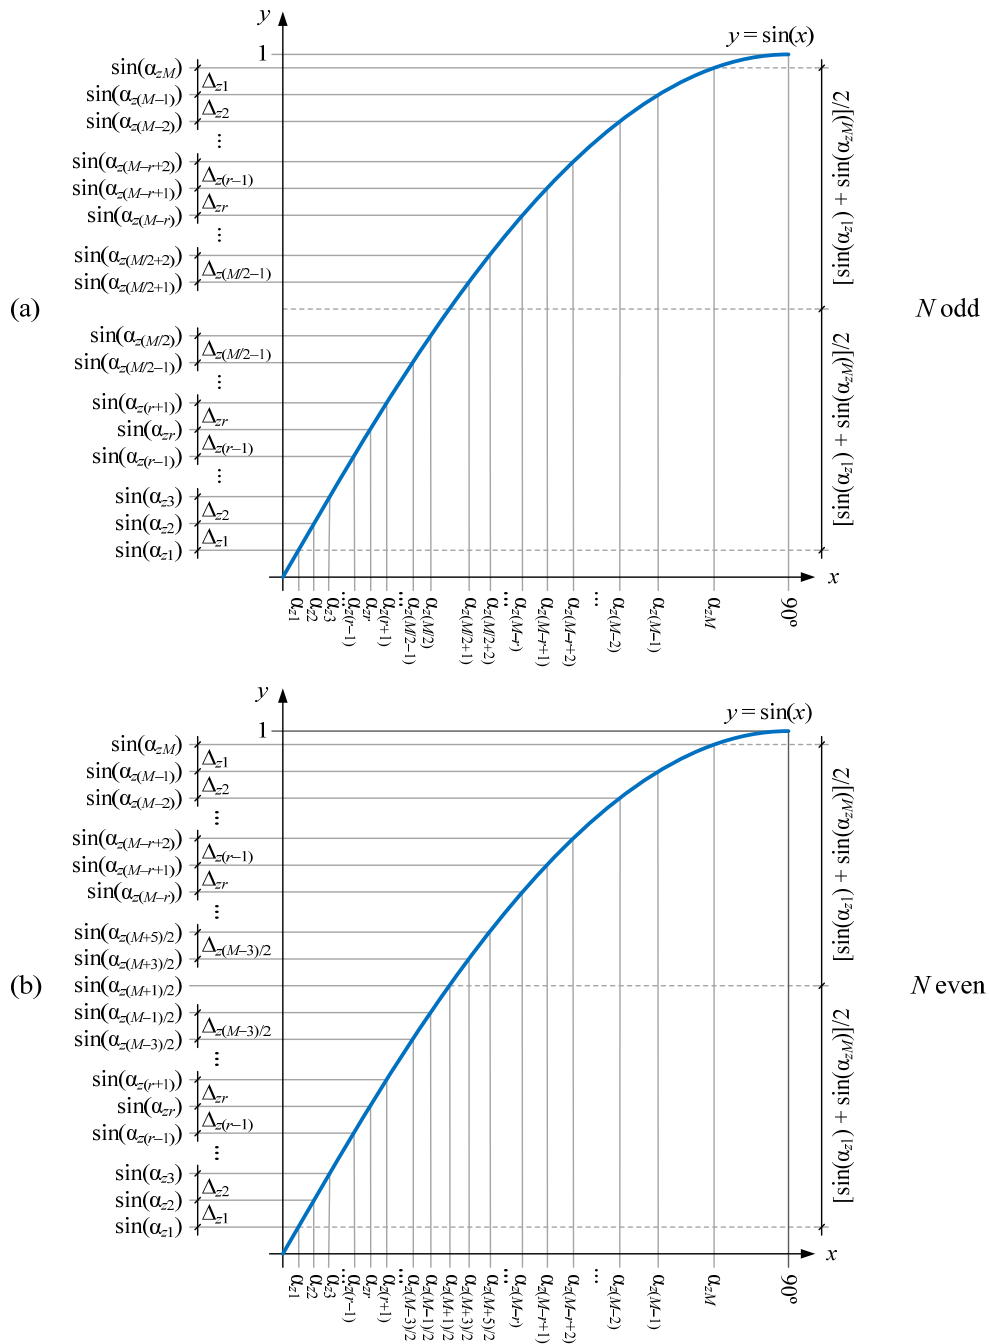 y
y = sin(x)
1
sin(α_zM)
Δ_z1
sin(α_z(M–1))
Δ_z2
sin(α_z(M–2))
...
sin(α_z(M–r+2))
Δ_z(r–1)
sin(α_z(M–r+1))
Δ_zr
sin(α_z(M–r))
...
sin(α_z(M/2+2))
Δ_z(M/2–1)
sin(α_z(M/2+1))
[sin(α_z1) + sin(α_zM)]/2
(a)
N odd
sin(α_z(M/2))
Δ_z(M/2–1)
sin(α_z(M/2–1))
...
sin(α_z(r+1))
Δ_zr
sin(α_zr)
Δ_z(r–1)
sin(α_z(r–1))
...
sin(α_z3)
Δ_z2
sin(α_z2)
Δ_z1
sin(α_z1)
[sin(α_z1) + sin(α_zM)]/2
x
α_z1
α_z2
α_z3
...
α_z(r–1)
α_zr
α_z(r+1)
...
α_z(M/2–1)
α_z(M/2)
α_z(M/2+1)
α_z(M/2+2)
...
α_z(M–r)
α_z(M–r+1)
α_z(M–r+2)
...
α_z(M–2)
α_z(M–1)
α_zM
90°
y
y = sin(x)
1
sin(α_zM)
Δ_z1
sin(α_z(M–1))
Δ_z2
sin(α_z(M–2))
...
sin(α_z(M–r+2))
Δ_z(r–1)
sin(α_z(M–r+1))
Δ_zr
sin(α_z(M–r))
...
sin(α_z(M+5)/2)
Δ_z(M–3)/2
sin(α_z(M+3)/2)
[sin(α_z1) + sin(α_zM)]/2
(b)
sin(α_z(M+1)/2)
N even
sin(α_z(M–1)/2)
Δ_z(M–3)/2
sin(α_z(M–3)/2)
...
sin(α_z(r+1))
Δ_zr
sin(α_zr)
Δ_z(r–1)
sin(α_z(r–1))
...
sin(α_z3)
Δ_z2
sin(α_z2)
Δ_z1
sin(α_z1)
[sin(α_z1) + sin(α_zM)]/2
x
α_z1
α_z2
α_z3
...
α_z(r–1)
α_zr
α_z(r+1)
...
α_z(M–3)/2
α_z(M–1)/2
α_z(M+1)/2
α_z(M+3)/2
α_z(M+5)/2
...
α_z(M–r)
α_z(M–r+1)
α_z(M–r+2)
...
α_z(M–2)
α_z(M–1)
α_zM
90°